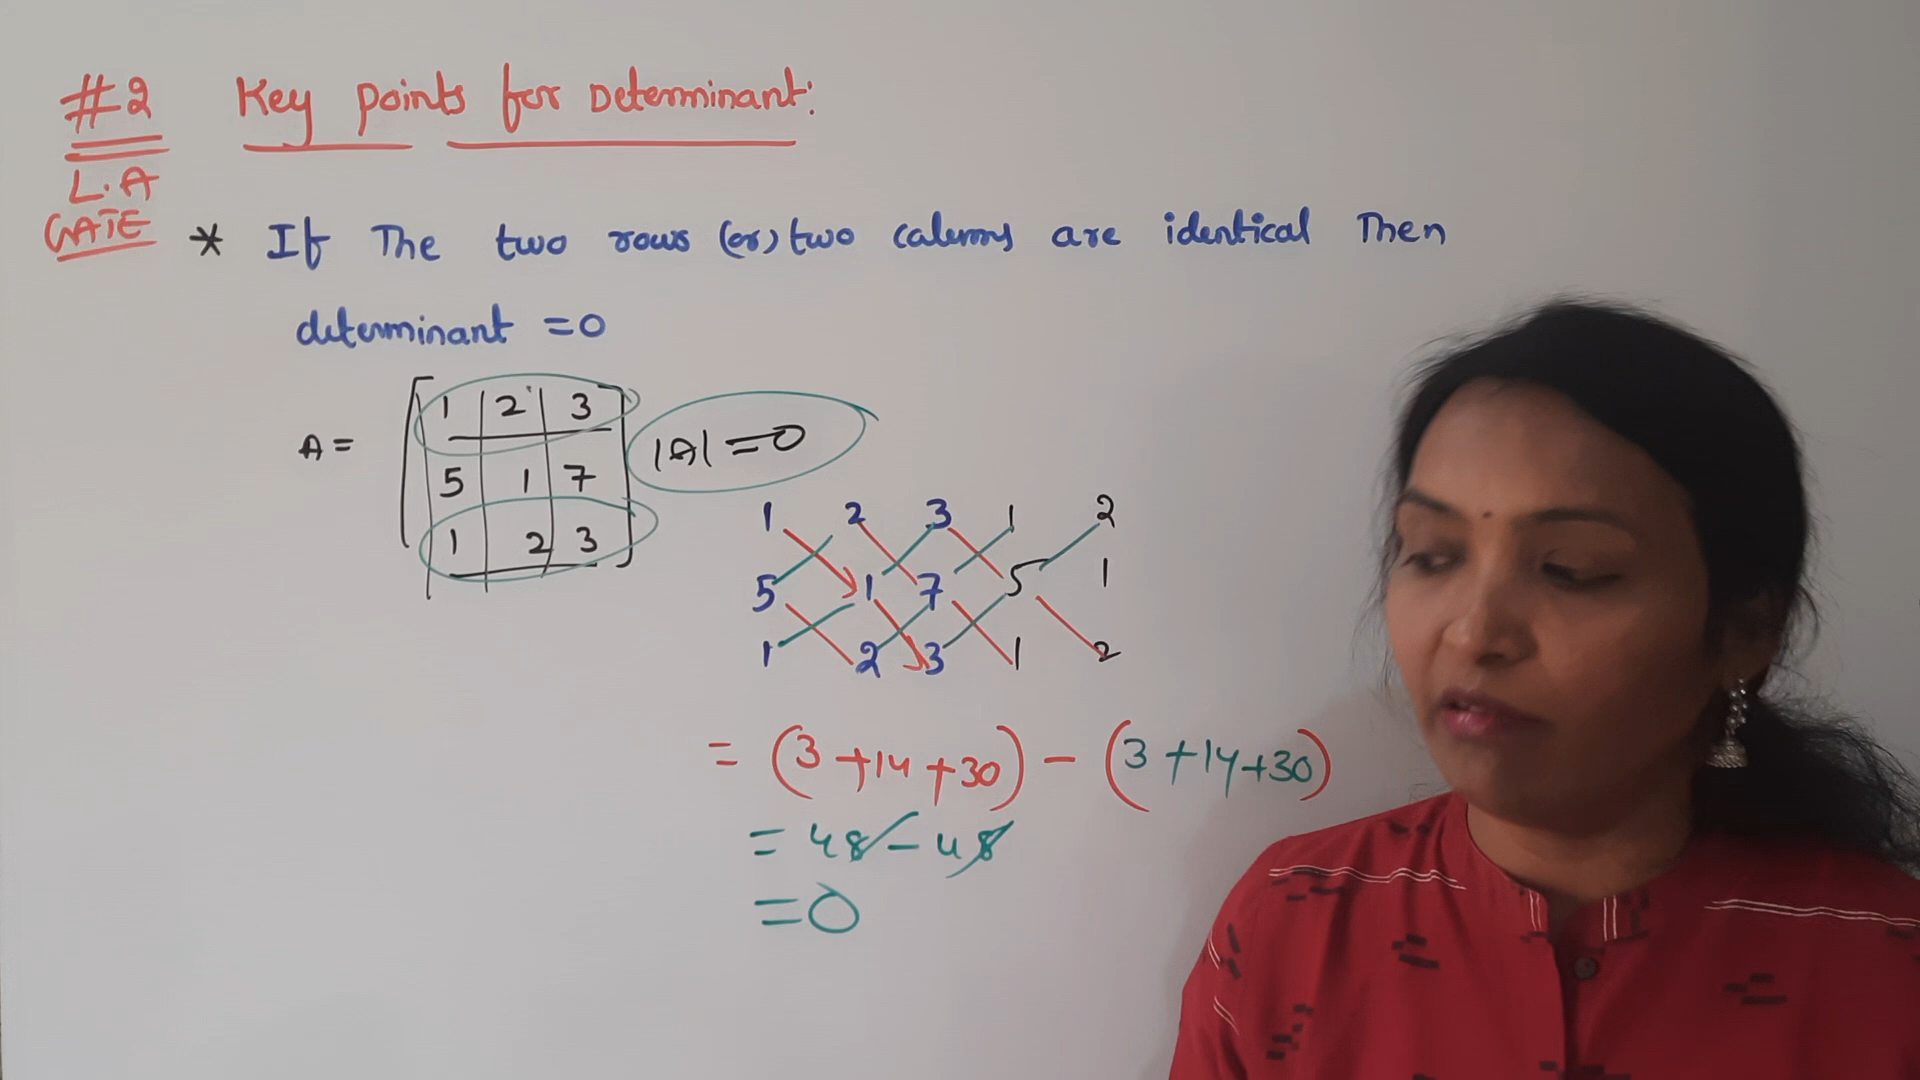 #2 Key points for Determinant:
L.A
GATE
* If The two rows (or) two calumns are identical Then
determinant =0
A = [1 2 3
5 1 7
1 2 3] |A| = 0
1 2 3 1 2
5 1 7 5 1
1 2 3 1 2
= (3 +14 +30) - (3 +14+30)
= 48 - 48
= 0